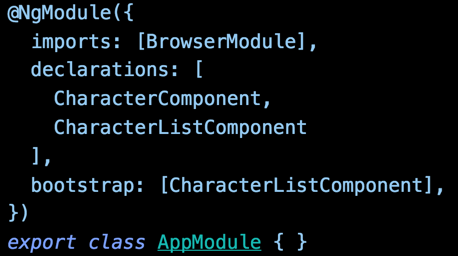 @NgModule({
  imports: [BrowserModule],
  declarations: [
    CharacterComponent,
    CharacterListComponent
  ],
  bootstrap: [CharacterListComponent],
})
export class AppModule { }